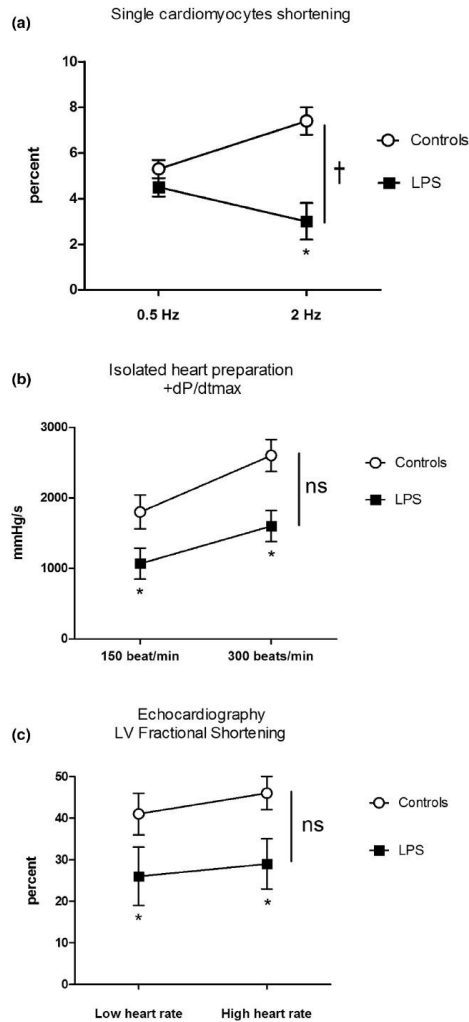 (a)
Single cardiomyocytes shortening
percent
10
8
6
4
2
0
0.5 Hz
2 Hz
†
*
Controls
LPS
(b)
Isolated heart preparation
+dP/dtmax
mmHg/s
3000
2000
1000
0
150 beat/min
300 beats/min
*
*
ns
Controls
LPS
(c)
Echocardiography
LV Fractional Shortening
percent
50
40
30
20
10
0
Low heart rate
High heart rate
*
*
ns
Controls
LPS